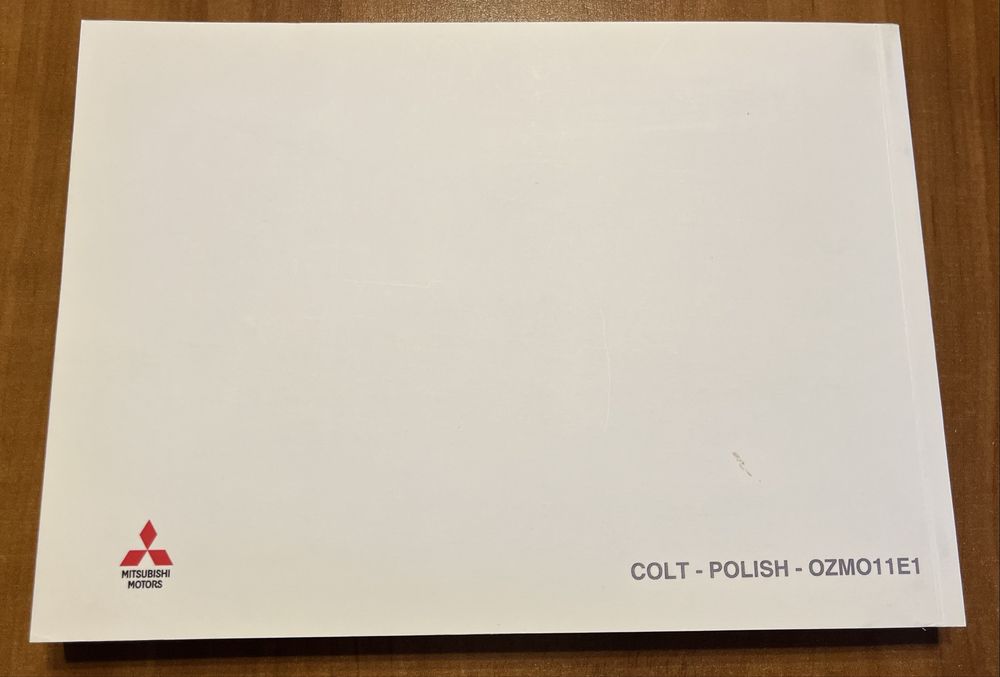 MITSUBISHI
MOTORS
COLT - POLISH - OZMO11E1